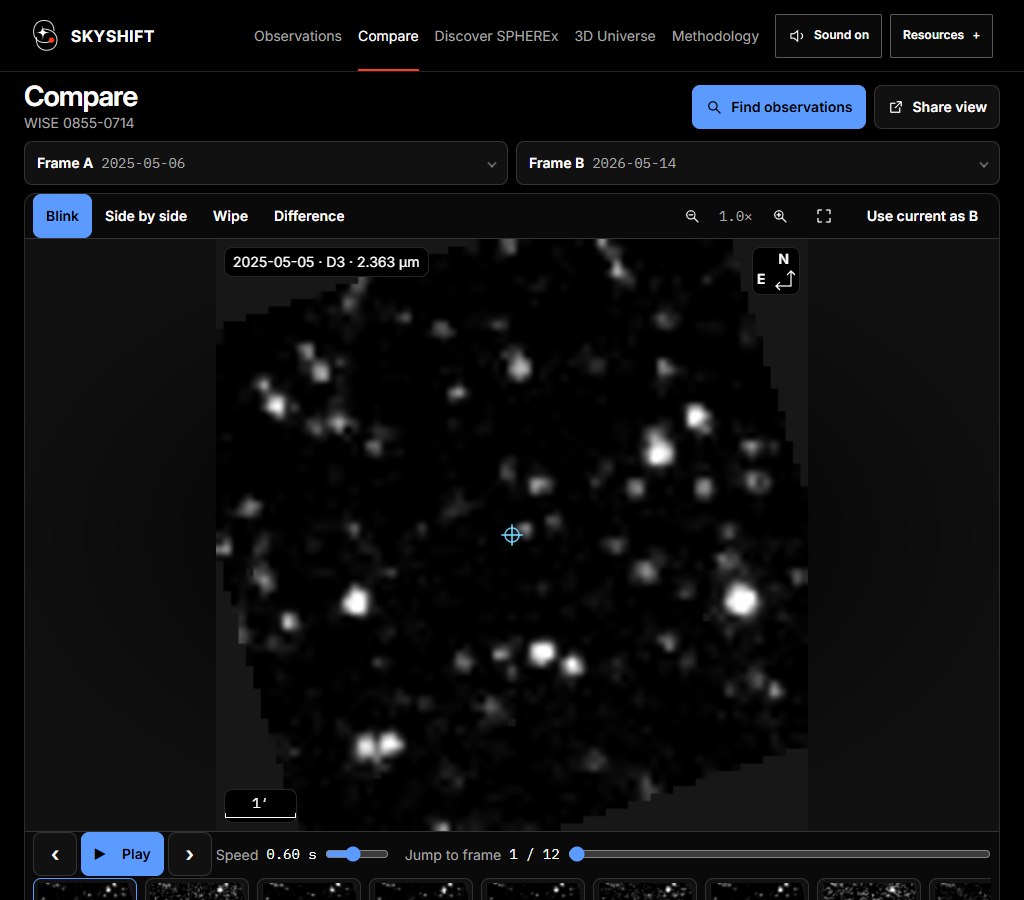 SKYSHIFT
Observations Compare Discover SPHEREx 3D Universe Methodology Sound on Resources +
Compare
WISE 0855-0714
Find observations Share view
Frame A 2025-05-06 Frame B 2026-05-14
Blink Side by side Wipe Difference 1.0× Use current as B
2025-05-05 · D3 · 2.363 µm
N
E
1′
‹ Play › Speed 0.60 s Jump to frame 1 / 12